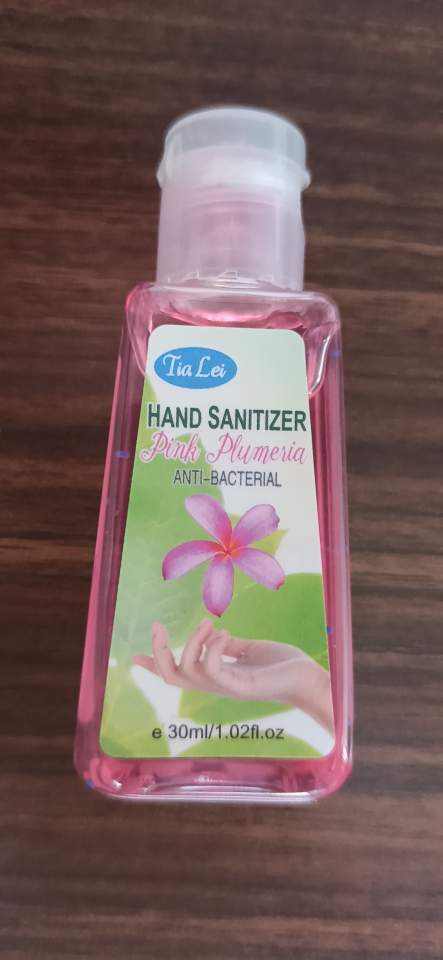 Tia Lei
HAND SANITIZER
Pink Plumeria
ANTI-BACTERIAL
e 30ml/1.02fl.oz